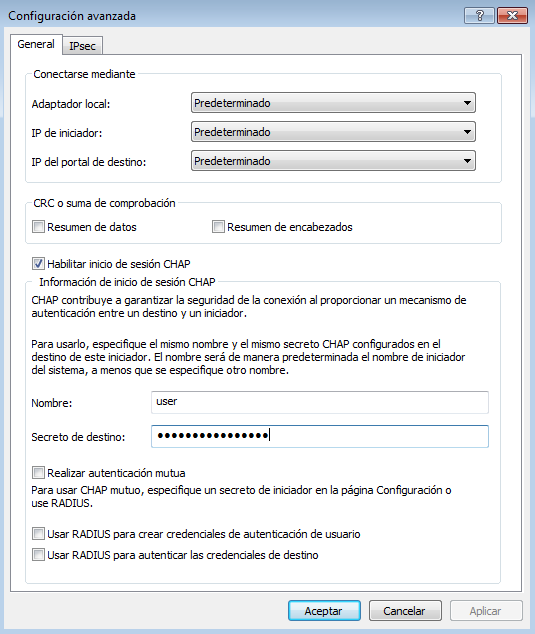 Configuración avanzada
General
IPsec
Conectarse mediante
Adaptador local:
Predeterminado
IP de iniciador:
Predeterminado
IP del portal de destino:
Predeterminado
CRC o suma de comprobación
Resumen de datos
Resumen de encabezados
Habilitar inicio de sesión CHAP
Información de inicio de sesión CHAP
CHAP contribuye a garantizar la seguridad de la conexión al proporcionar un mecanismo de
autenticación entre un destino y un iniciador.
Para usarlo, especifique el mismo nombre y el mismo secreto CHAP configurados en el
destino de este iniciador. El nombre será de manera predeterminada el nombre de iniciador
del sistema, a menos que se especifique otro nombre.
Nombre:
user
Secreto de destino:
●●●●●●●●●●●●●●●●
Realizar autenticación mutua
Para usar CHAP mutuo, especifique un secreto de iniciador en la página Configuración o
use RADIUS.
Usar RADIUS para crear credenciales de autenticación de usuario
Usar RADIUS para autenticar las credenciales de destino
Aceptar
Cancelar
Aplicar